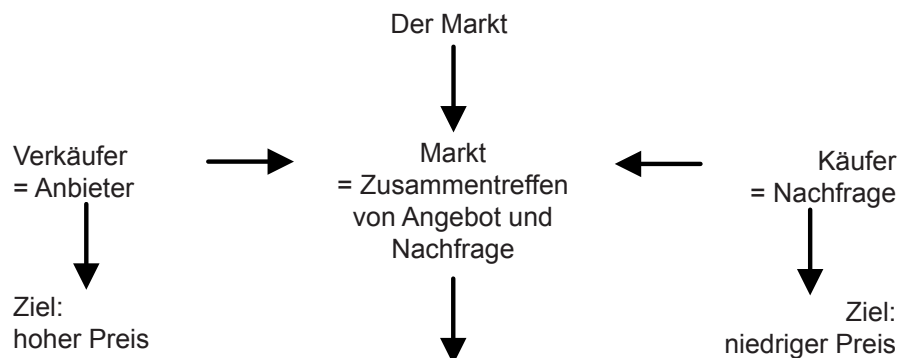 Der Markt
Verkäufer
= Anbieter
Markt
= Zusammentreffen
von Angebot und
Nachfrage
Käufer
= Nachfrage
Ziel:
hoher Preis
Ziel:
niedriger Preis